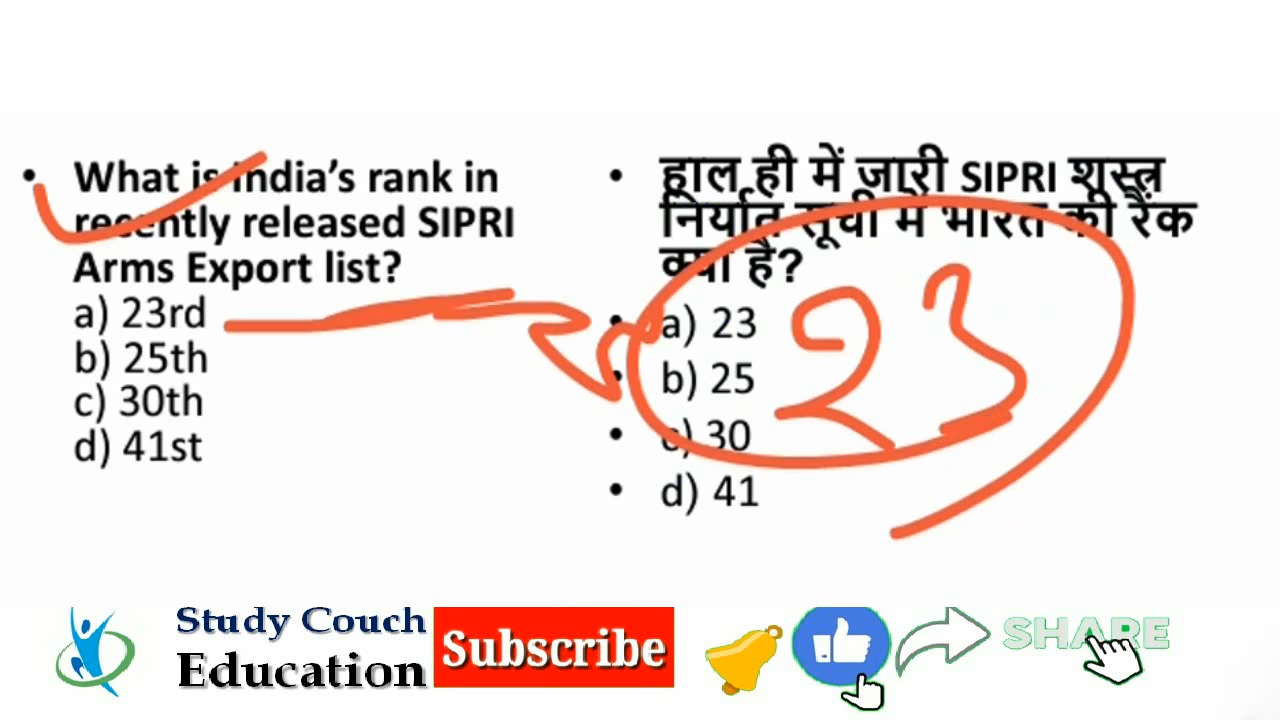 • What is India's rank in
recently released SIPRI
Arms Export list?
a) 23rd
b) 25th
c) 30th
d) 41st
• हाल ही में जारी SIPRI शस्त्र
निर्यात सूची में भारत की रैंक
क्या है?
• a) 23
• b) 25
• c) 30
• d) 41
23
Study Couch
Education
Subscribe
SHARE